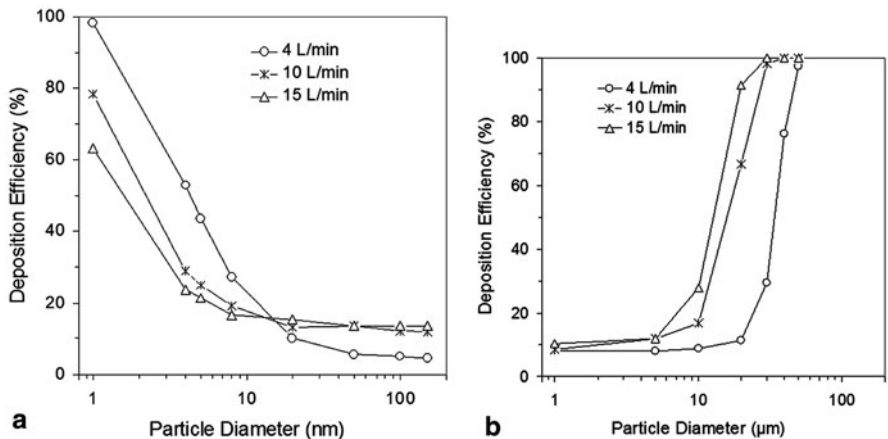 100
80
60
40
20
0
Deposition Efficiency (%)
4 L/min
10 L/min
15 L/min
1 10 100
Particle Diameter (nm)
a
100
80
60
40
20
0
Deposition Efficiency (%)
4 L/min
10 L/min
15 L/min
1 10 100
Particle Diameter (µm)
b